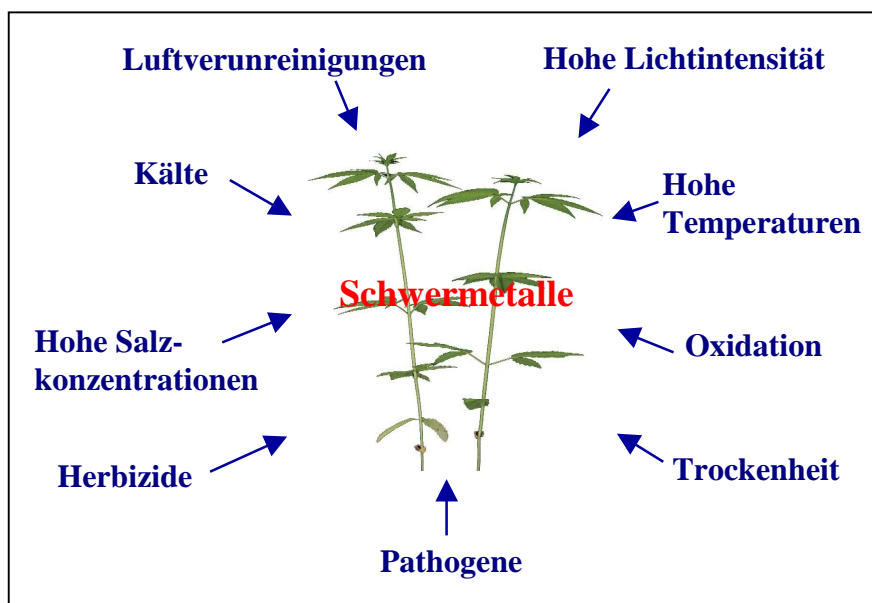 Luftverunreinigungen
Hohe Lichtintensität
Kälte
Hohe
Temperaturen
Schwermetalle
Hohe Salz-
konzentrationen
Oxidation
Herbizide
Trockenheit
Pathogene